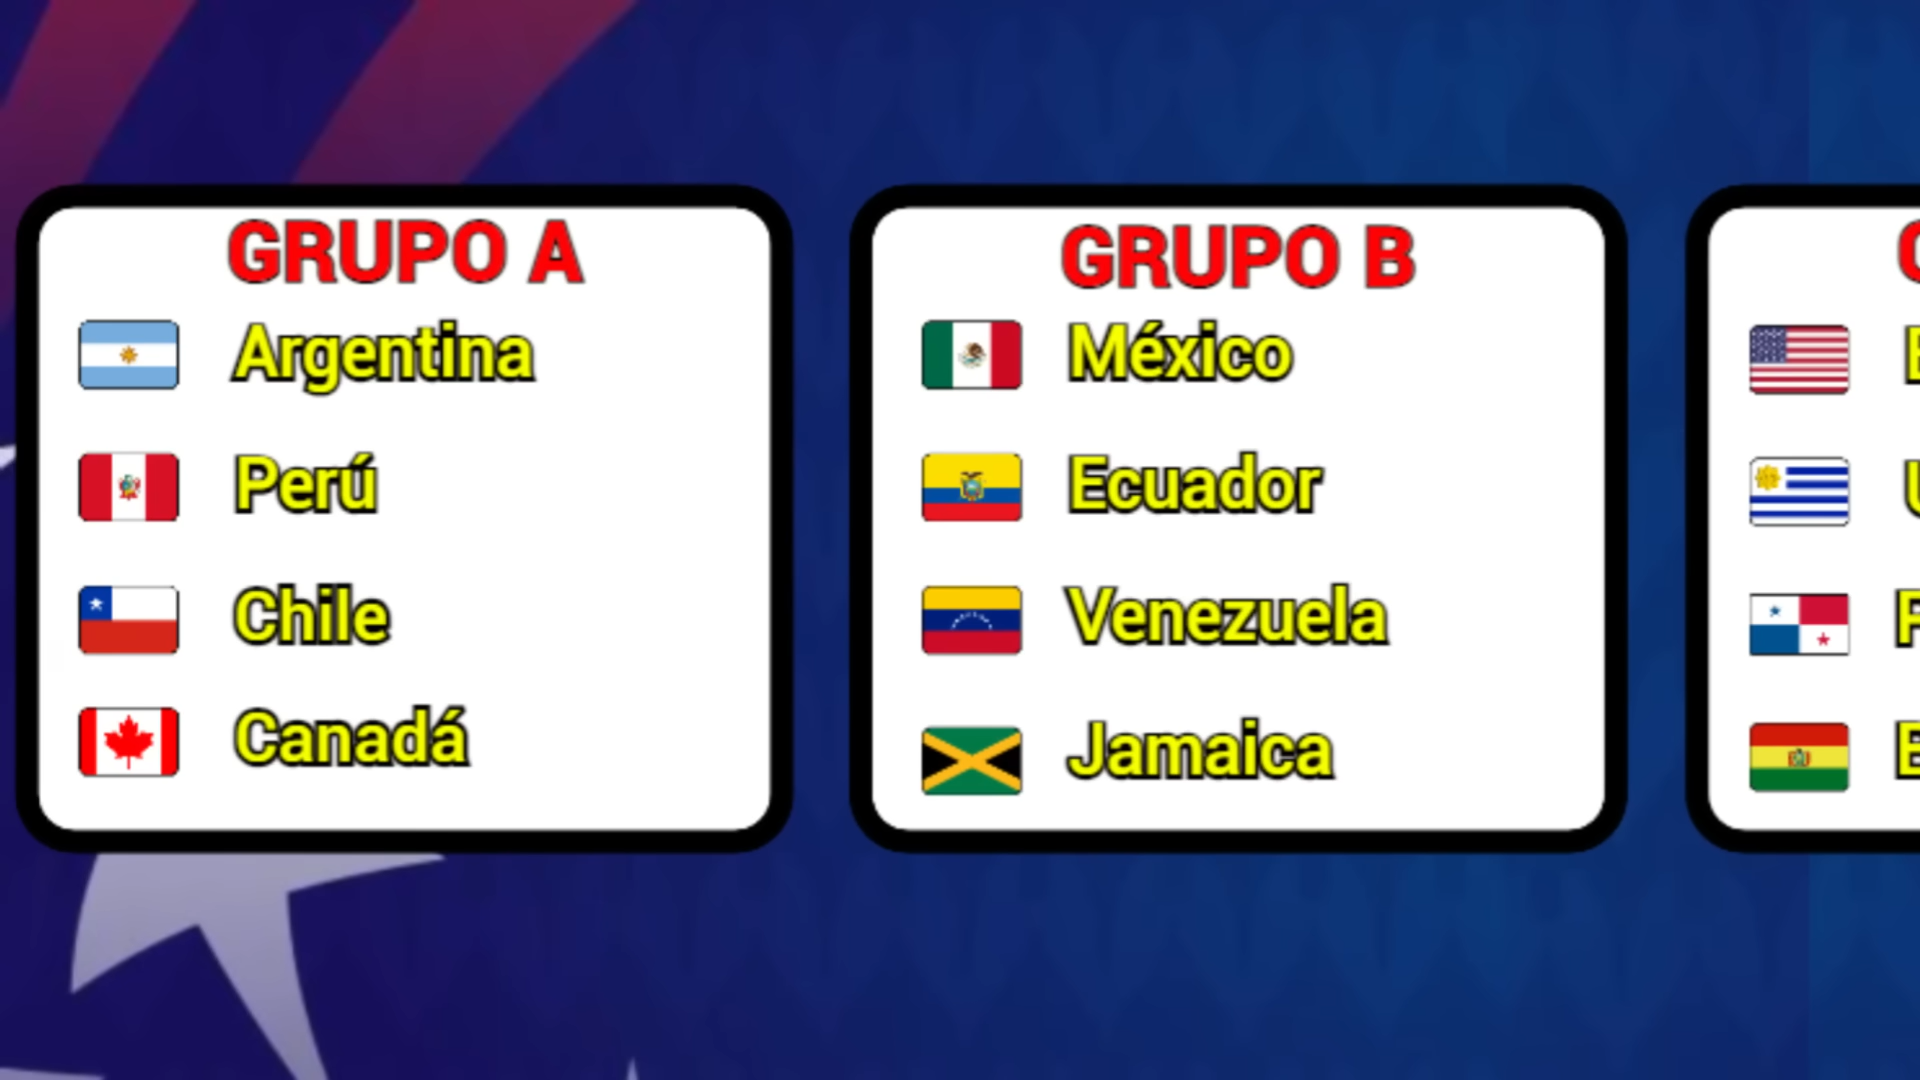 GRUPO A
Argentina
Perú
Chile
Canadá
GRUPO B
México
Ecuador
Venezuela
Jamaica